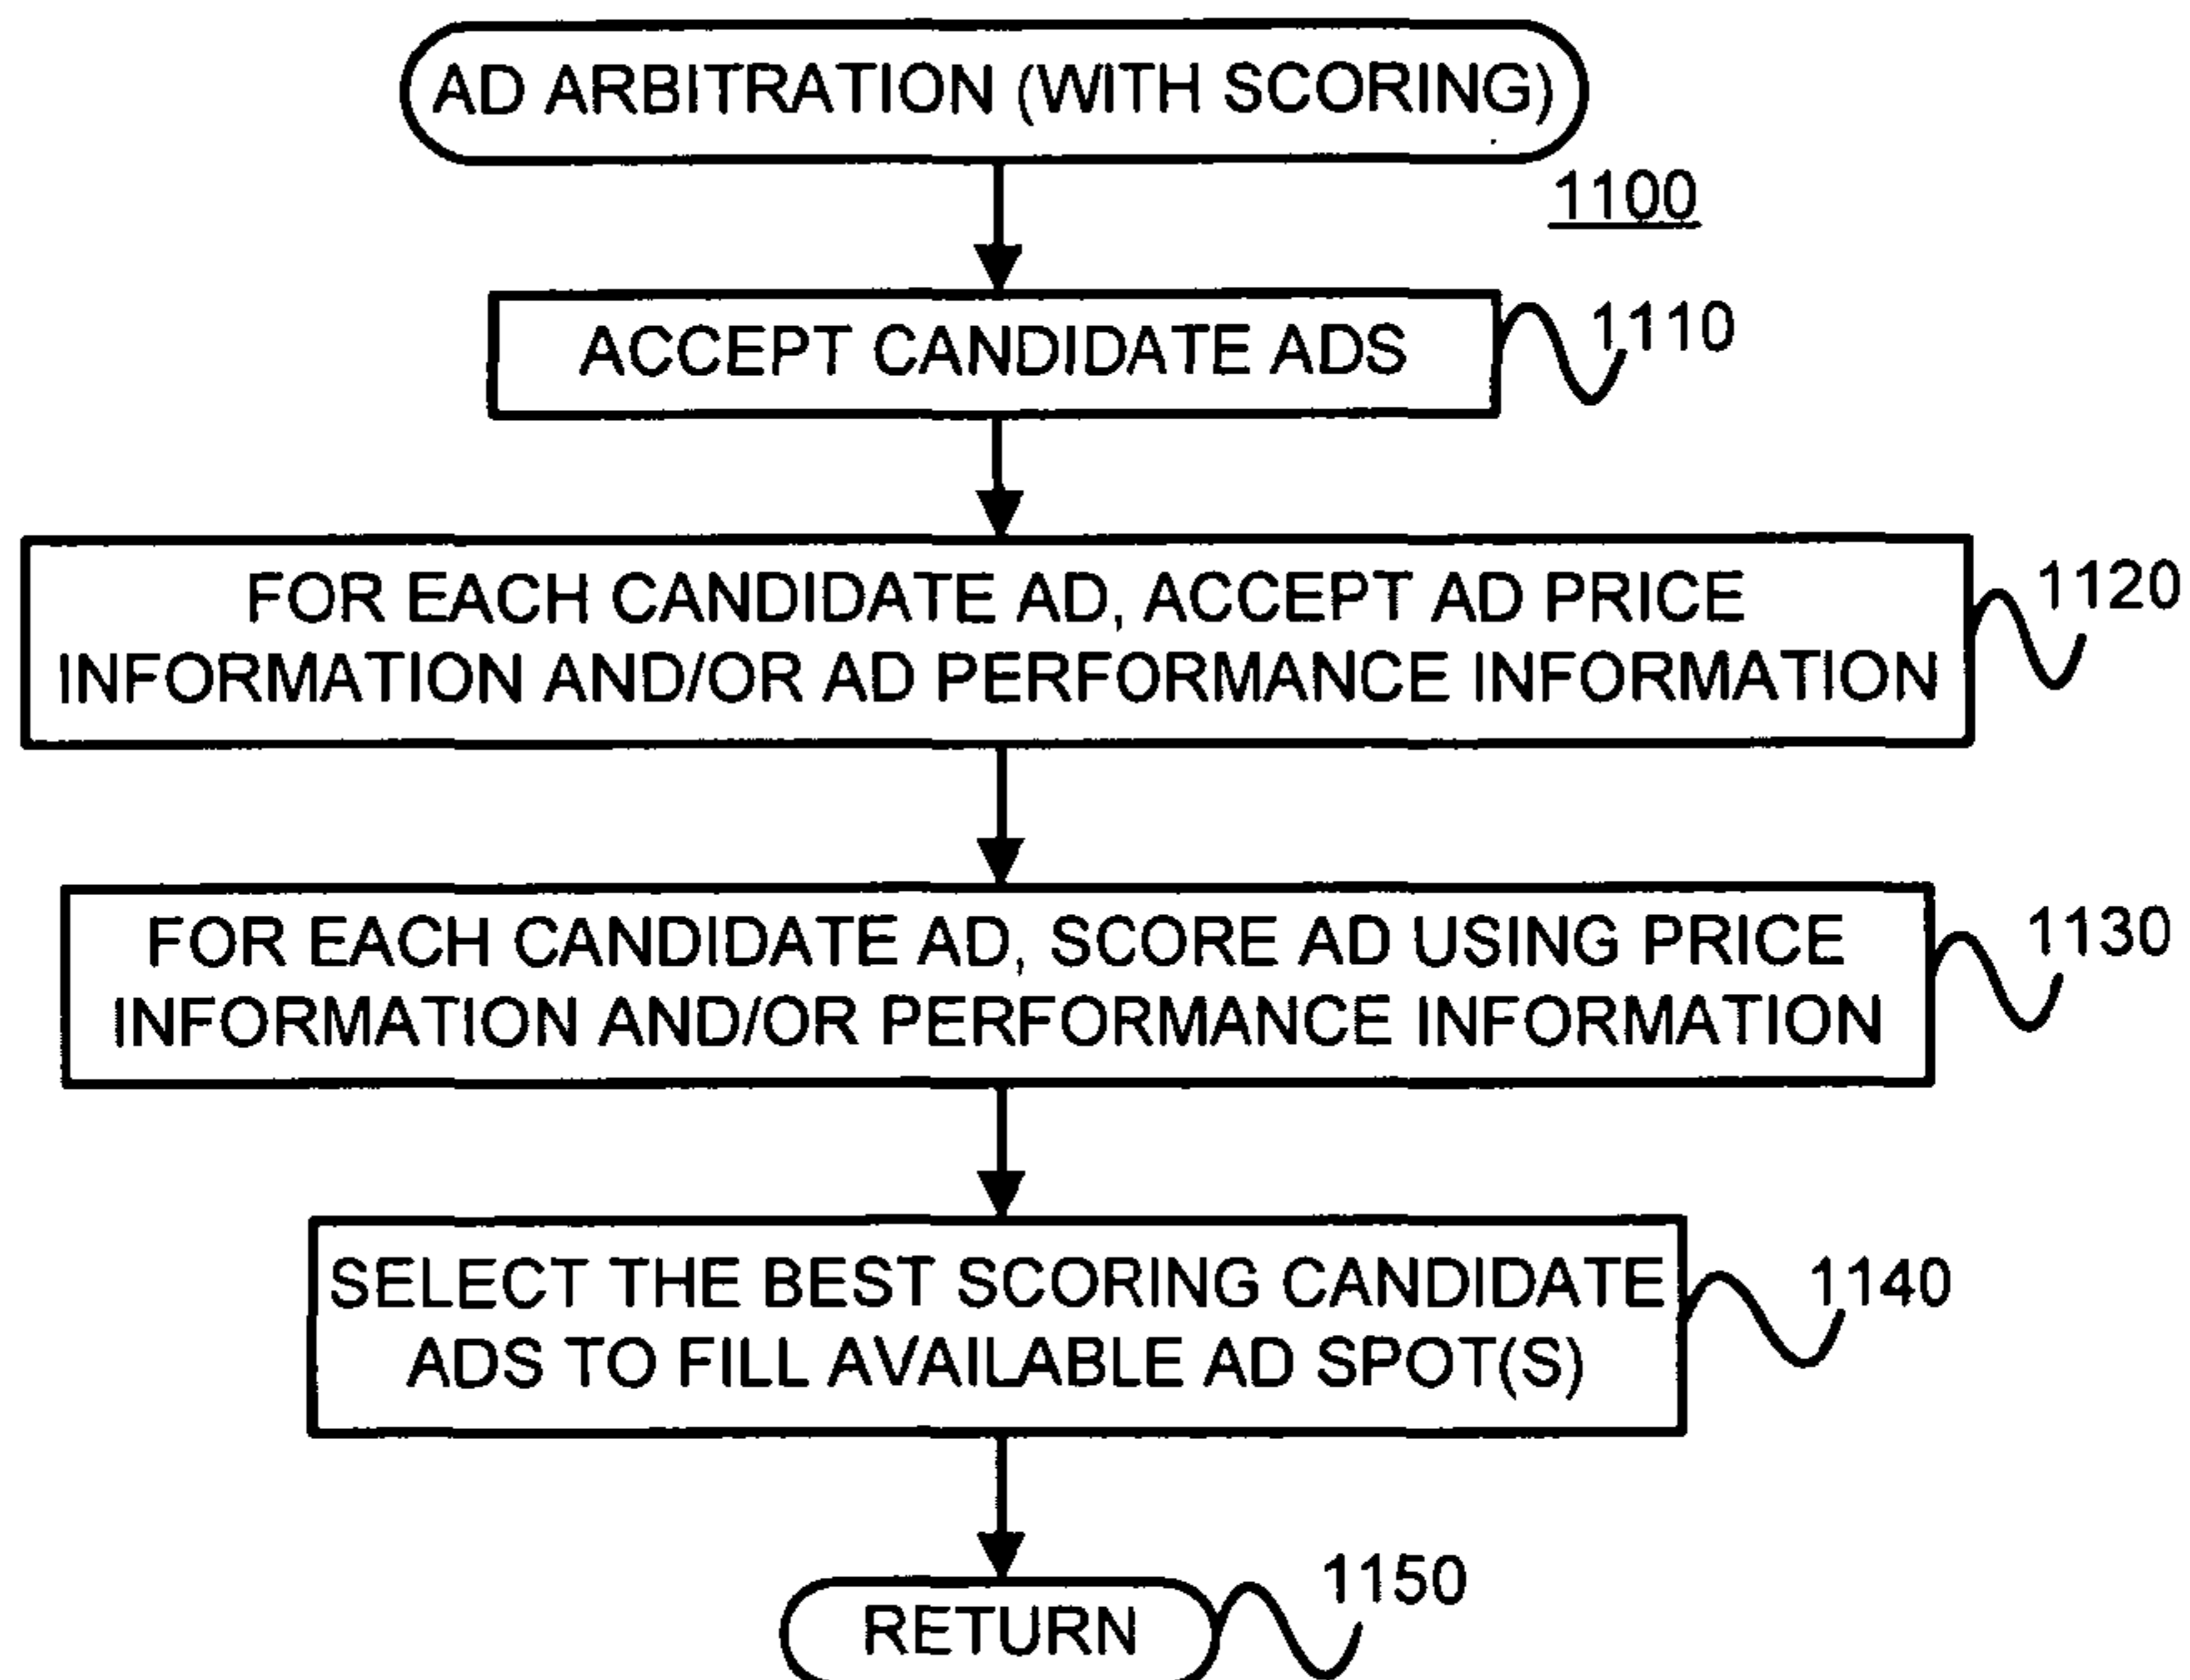 AD ARBITRATION (WITH SCORING)
1100
ACCEPT CANDIDATE ADS
1110
FOR EACH CANDIDATE AD, ACCEPT AD PRICE
INFORMATION AND/OR AD PERFORMANCE INFORMATION
1120
FOR EACH CANDIDATE AD, SCORE AD USING PRICE
INFORMATION AND/OR PERFORMANCE INFORMATION
1130
SELECT THE BEST SCORING CANDIDATE
ADS TO FILL AVAILABLE AD SPOT(S)
1140
RETURN
1150